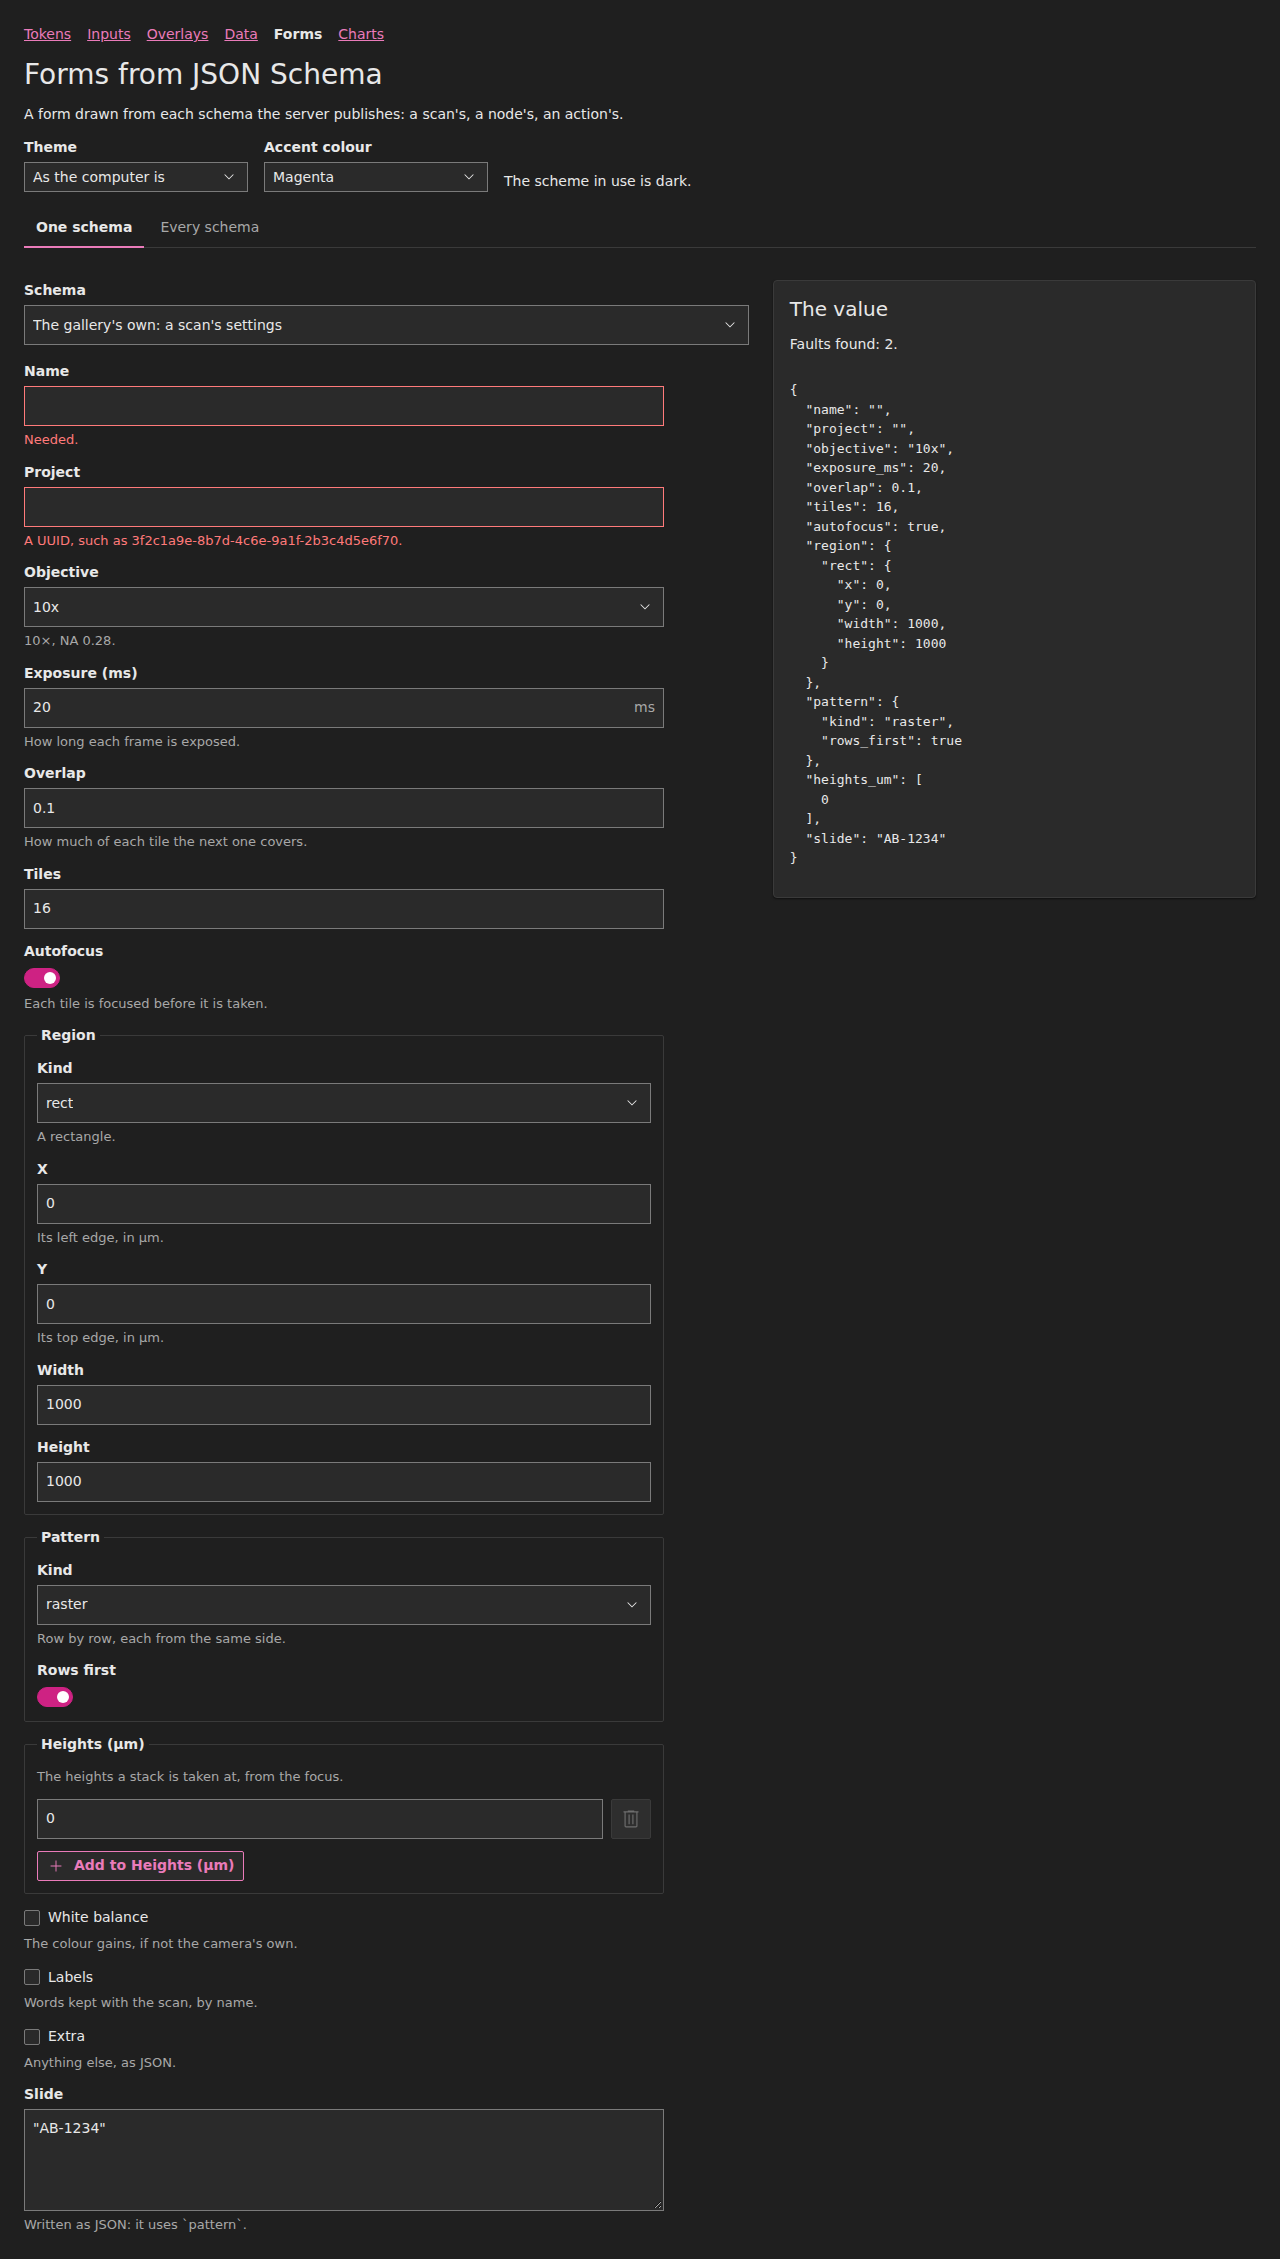 Tokens Inputs Overlays Data Forms Charts
Forms from JSON Schema
A form drawn from each schema the server publishes: a scan's, a node's, an action's.
Theme Accent colour
As the computer is Magenta The scheme in use is dark.
One schema Every schema
Schema
The gallery's own: a scan's settings
Name
Needed.
Project
A UUID, such as 3f2c1a9e-8b7d-4c6e-9a1f-2b3c4d5e6f70.
Objective
10x
10×, NA 0.28.
Exposure (ms)
20 ms
How long each frame is exposed.
Overlap
0.1
How much of each tile the next one covers.
Tiles
16
Autofocus
Each tile is focused before it is taken.
Region
Kind
rect
A rectangle.
X
0
Its left edge, in µm.
Y
0
Its top edge, in µm.
Width
1000
Height
1000
Pattern
Kind
raster
Row by row, each from the same side.
Rows first
Heights (µm)
The heights a stack is taken at, from the focus.
0
Add to Heights (µm)
White balance
The colour gains, if not the camera's own.
Labels
Words kept with the scan, by name.
Extra
Anything else, as JSON.
Slide
"AB-1234"
Written as JSON: it uses `pattern`.
The value
Faults found: 2.
{
"name": "",
"project": "",
"objective": "10x",
"exposure_ms": 20,
"overlap": 0.1,
"tiles": 16,
"autofocus": true,
"region": {
"rect": {
"x": 0,
"y": 0,
"width": 1000,
"height": 1000
}
},
"pattern": {
"kind": "raster",
"rows_first": true
},
"heights_um": [
0
],
"slide": "AB-1234"
}